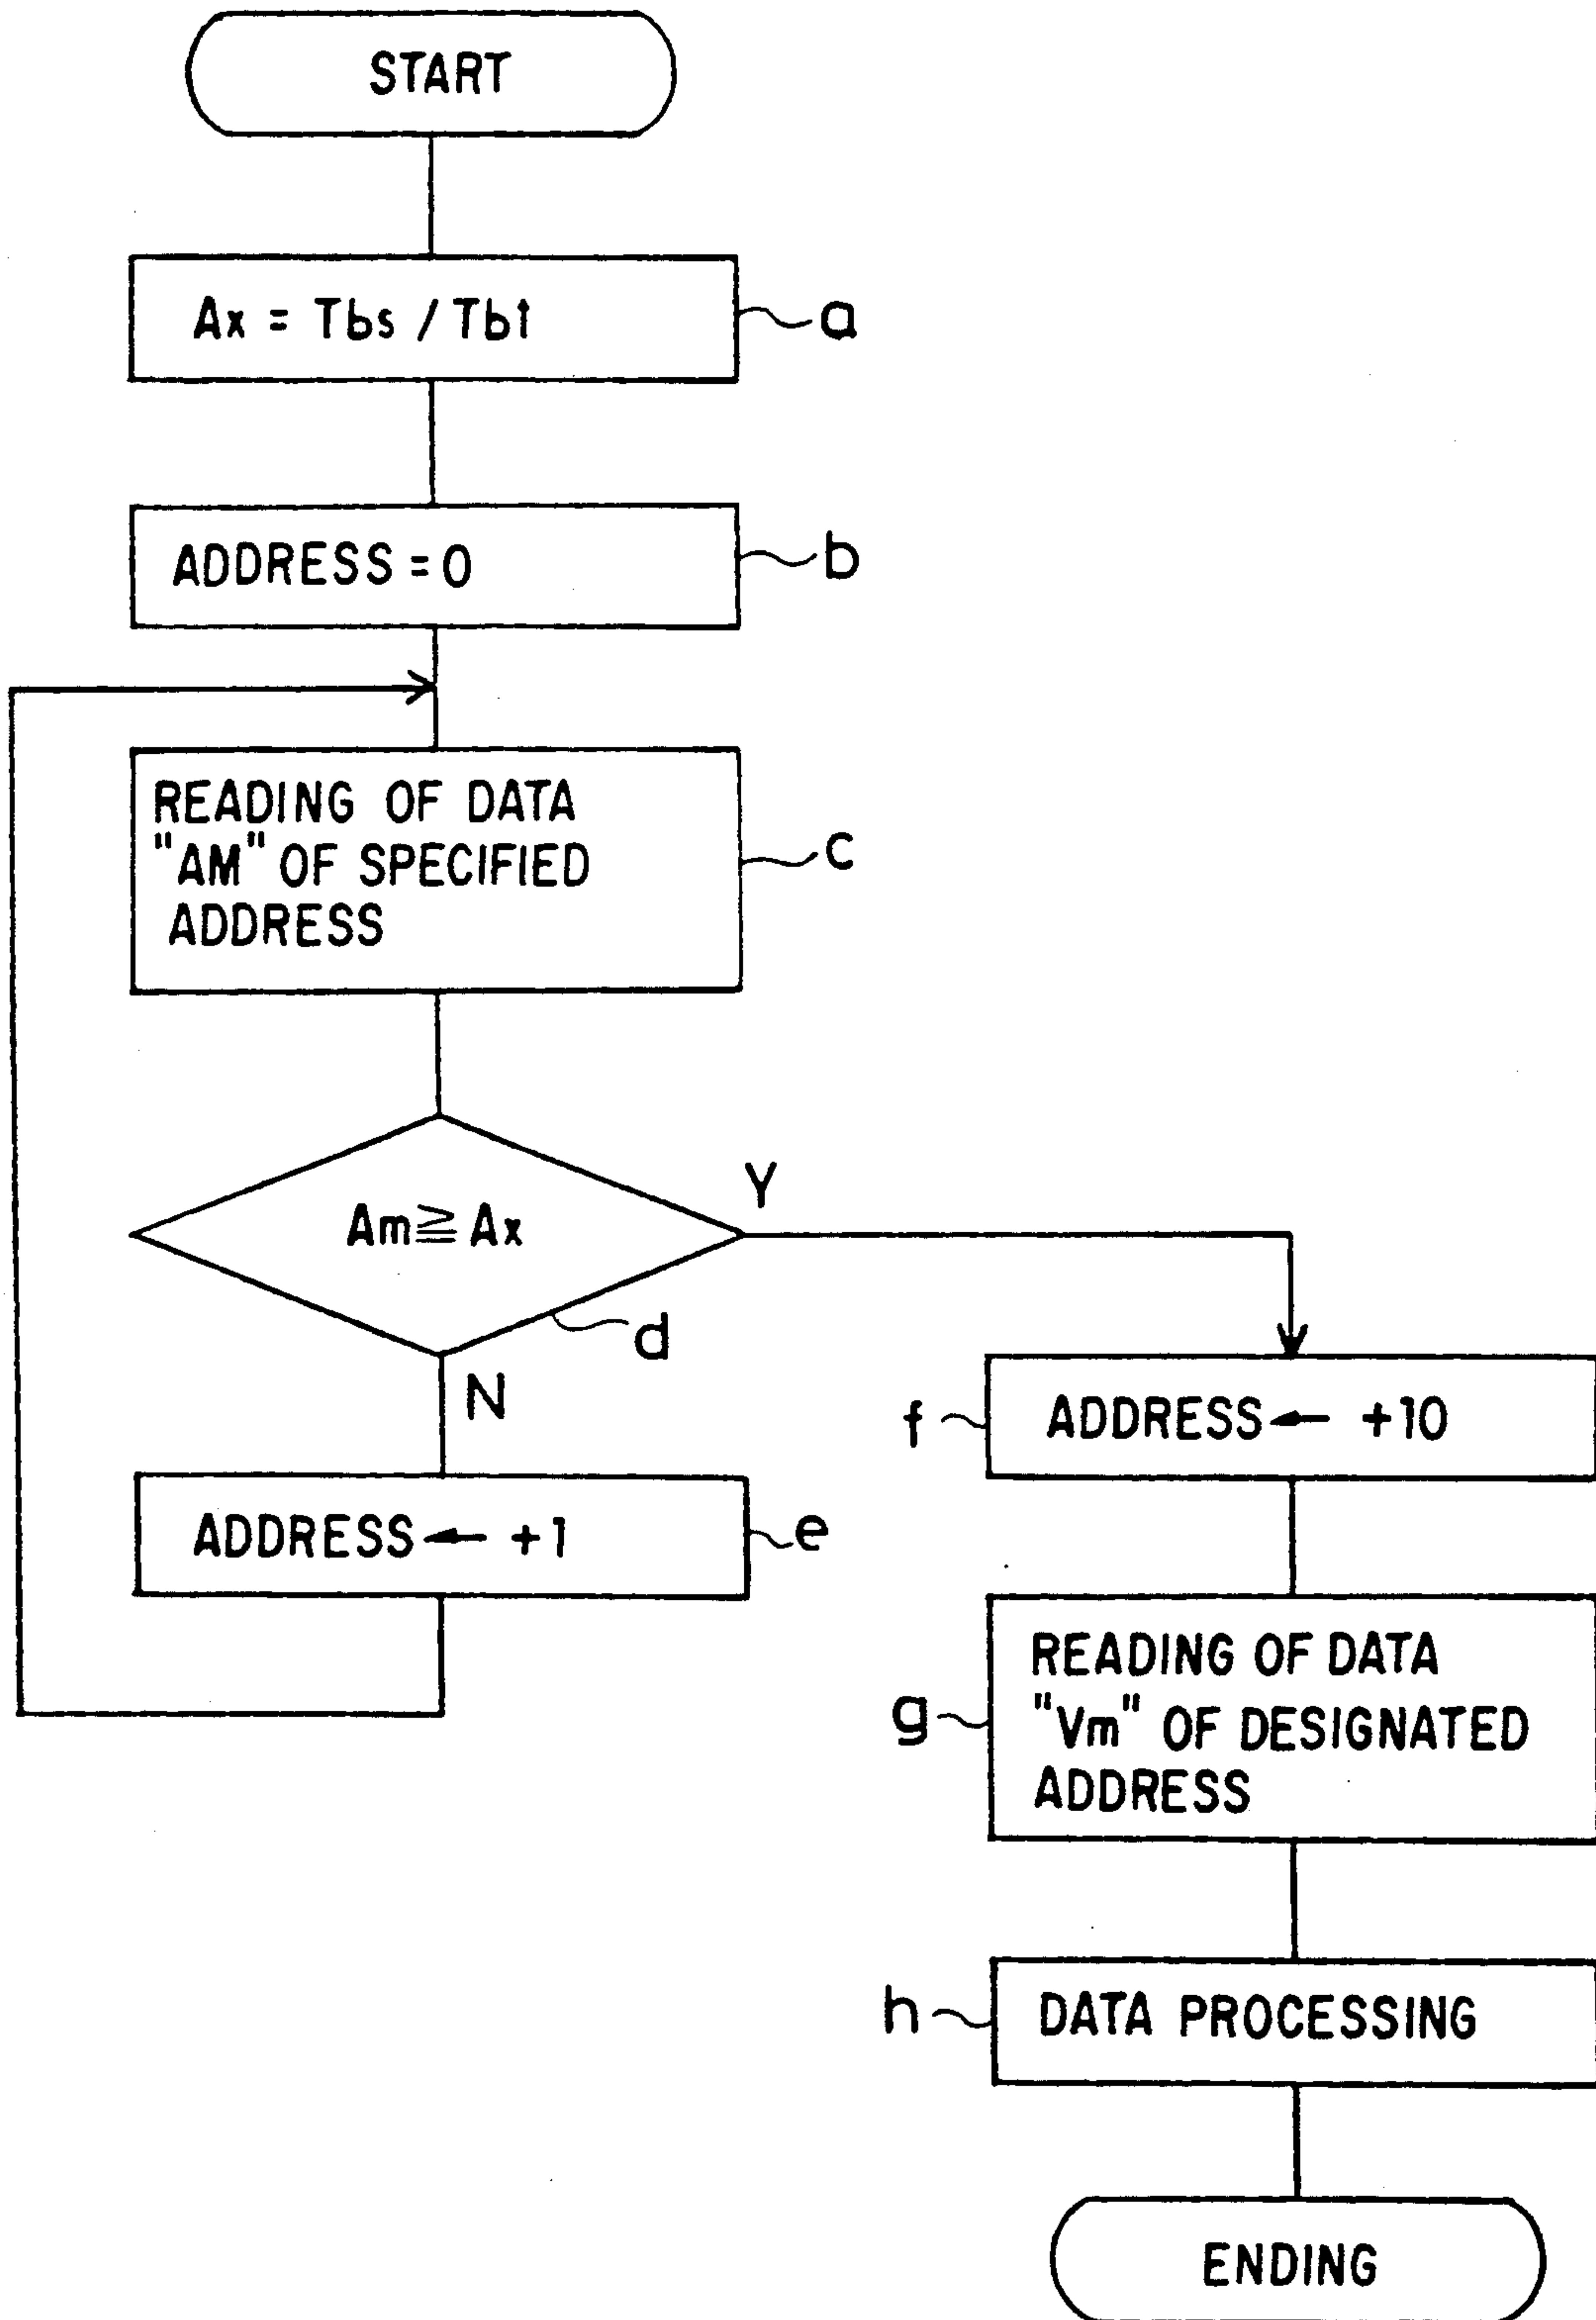 START
Ax = Tbs / Tbt
a
ADDRESS = 0
b
READING OF DATA
"AM" OF SPECIFIED
ADDRESS
c
Am ≧ Ax
Y
d
N
ADDRESS ← +1
e
f
ADDRESS ← +10
READING OF DATA
"Vm" OF DESIGNATED
ADDRESS
g
h
DATA PROCESSING
ENDING